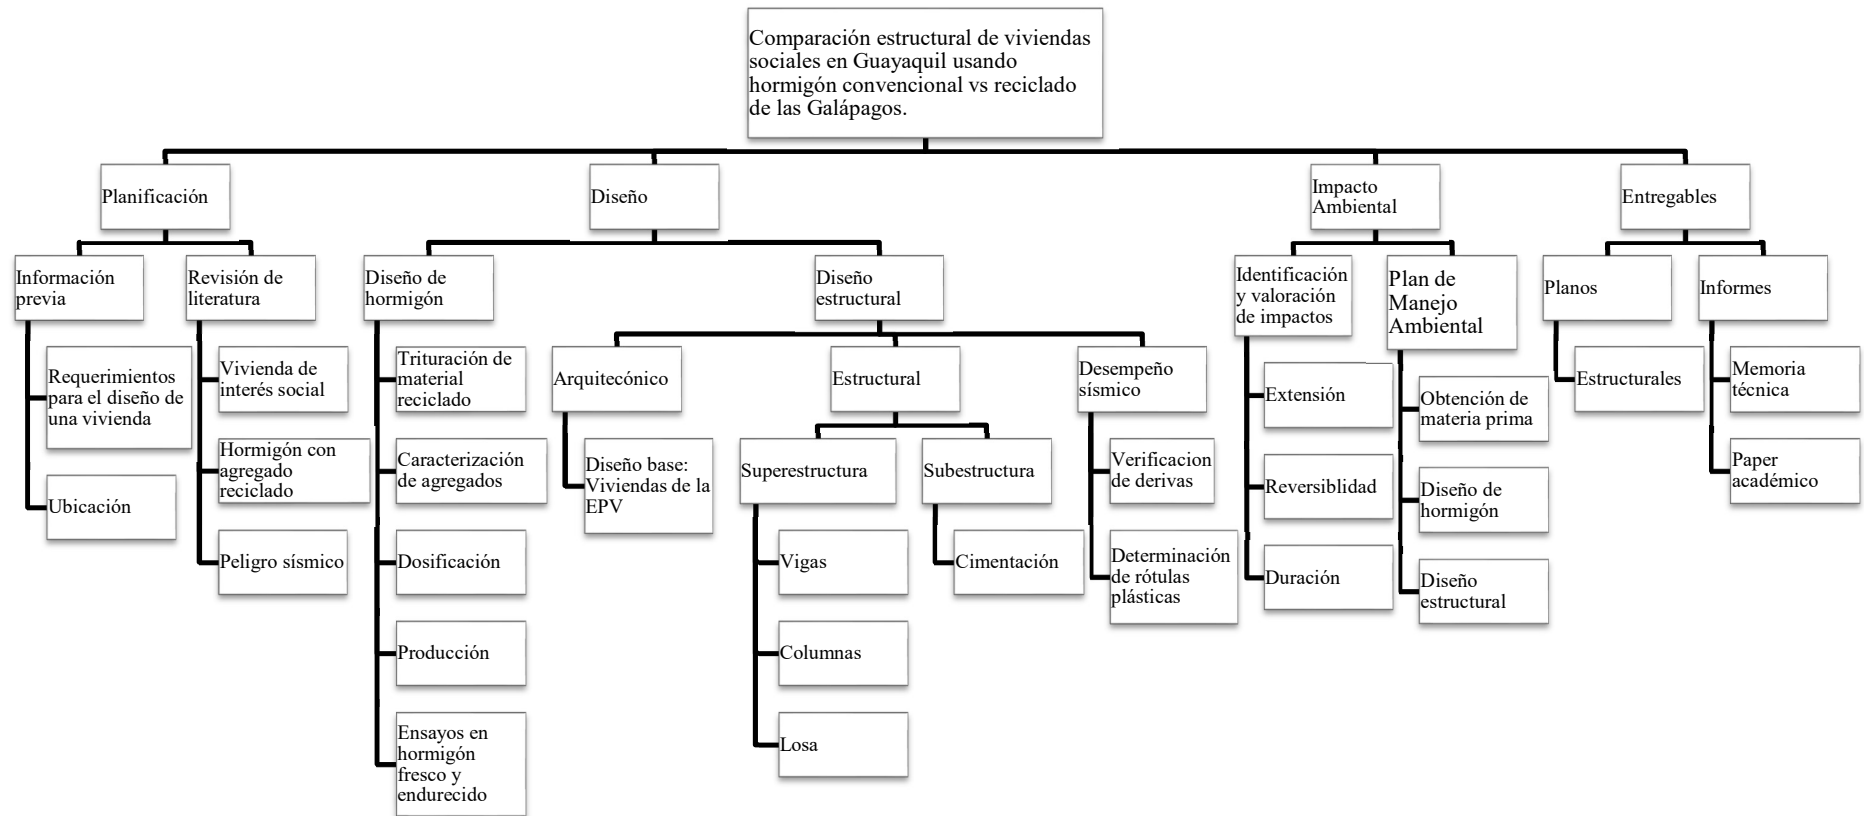 Comparación estructural de viviendas
sociales en Guayaquil usando
hormigón convencional vs reciclado
de las Galápagos.
Planificación
Diseño
Impacto
Ambiental
Entregables
Información
previa
Revisión de
literatura
Diseño de
hormigón
Diseño
estructural
Identificación
y valoración
de impactos
Plan de
Manejo
Ambiental
Planos
Informes
Requerimientos
para el diseño de
una vivienda
Ubicación
Vivienda de
interés social
Hormigón con
agregado
reciclado
Peligro sísmico
Trituración de
material
reciclado
Caracterización
de agregados
Dosificación
Producción
Ensayos en
hormigón
fresco y
endurecido
Arquitecónico
Diseño base:
Viviendas de la
EPV
Estructural
Superestructura
Vigas
Columnas
Losa
Subestructura
Cimentación
Desempeño
sísmico
Verificacion
de derivas
Determinación
de rótulas
plásticas
Extensión
Reversiblidad
Duración
Obtención de
materia prima
Diseño de
hormigón
Diseño
estructural
Estructurales
Memoria
técnica
Paper
académico